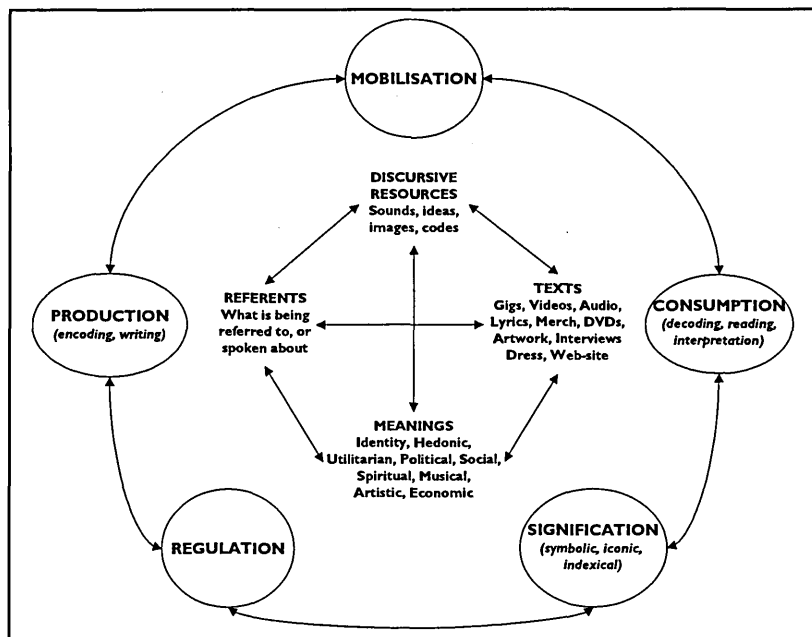 MOBILISATION
DISCURSIVE
RESOURCES
Sounds, ideas,
images, codes
PRODUCTION
(encoding, writing)
REFERENTS
What is being
referred to, or
spoken about
TEXTS
Gigs, Videos, Audio,
Lyrics, Merch, DVDs,
Artwork, Interviews
Dress, Web-site
CONSUMPTION
(decoding, reading,
interpretation)
MEANINGS
Identity, Hedonic,
Utilitarian, Political, Social,
Spiritual, Musical,
Artistic, Economic
REGULATION
SIGNIFICATION
(symbolic, iconic,
indexical)